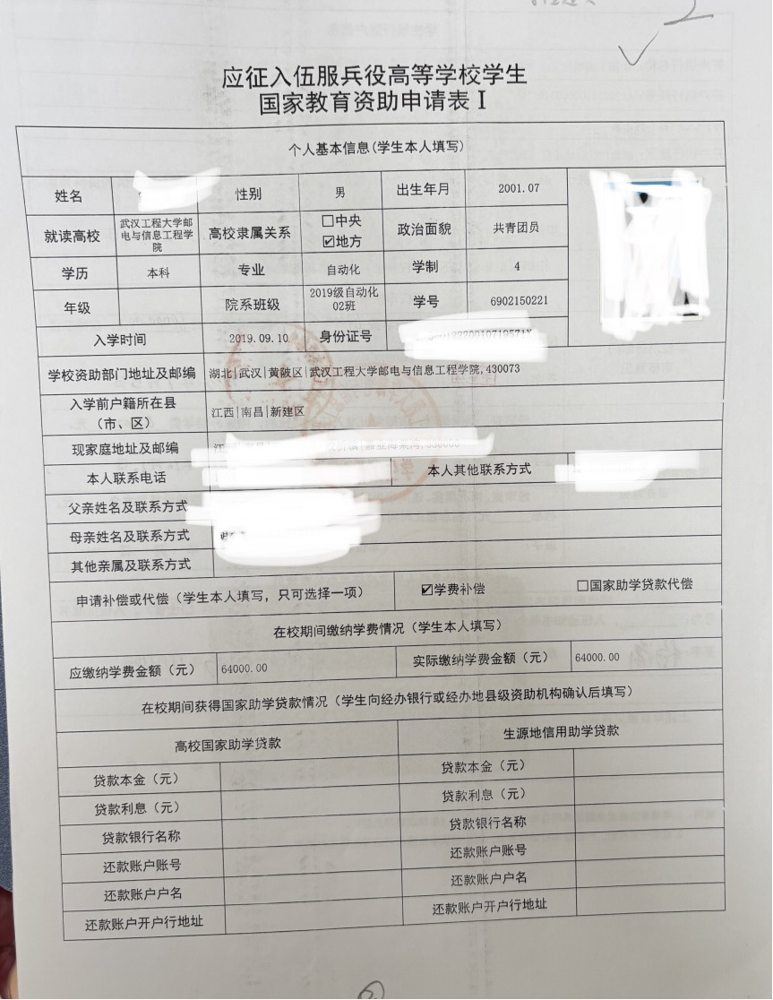 应征入伍服兵役高等学校学生
国家教育资助申请表 I
个人基本信息(学生本人填写)
姓名 性别 男 出生年月 2001.07
就读高校 武汉工程大学邮电与信息工程学院 高校隶属关系 □中央 ☑地方 政治面貌 共青团员
学历 本科 专业 自动化 学制 4
年级 院系班级 2019级自动化02班 学号 6902150221
入学时间 2019.09.10 身份证号
学校资助部门地址及邮编 湖北|武汉|黄陂区|武汉工程大学邮电与信息工程学院,430073
入学前户籍所在县（市、区） 江西|南昌|新建区
现家庭地址及邮编
本人联系电话 本人其他联系方式
父亲姓名及联系方式
母亲姓名及联系方式
其他亲属及联系方式
申请补偿或代偿（学生本人填写，只可选择一项） ☑学费补偿 □国家助学贷款代偿
在校期间缴纳学费情况（学生本人填写）
应缴纳学费金额（元） 64000.00 实际缴纳学费金额（元） 64000.00
在校期间获得国家助学贷款情况（学生向经办银行或经办地县级资助机构确认后填写）
高校国家助学贷款 生源地信用助学贷款
贷款本金（元） 贷款本金（元）
贷款利息（元） 贷款利息（元）
贷款银行名称 贷款银行名称
还款账户账号 还款账户账号
还款账户户名 还款账户户名
还款账户开户行地址 还款账户开户行地址